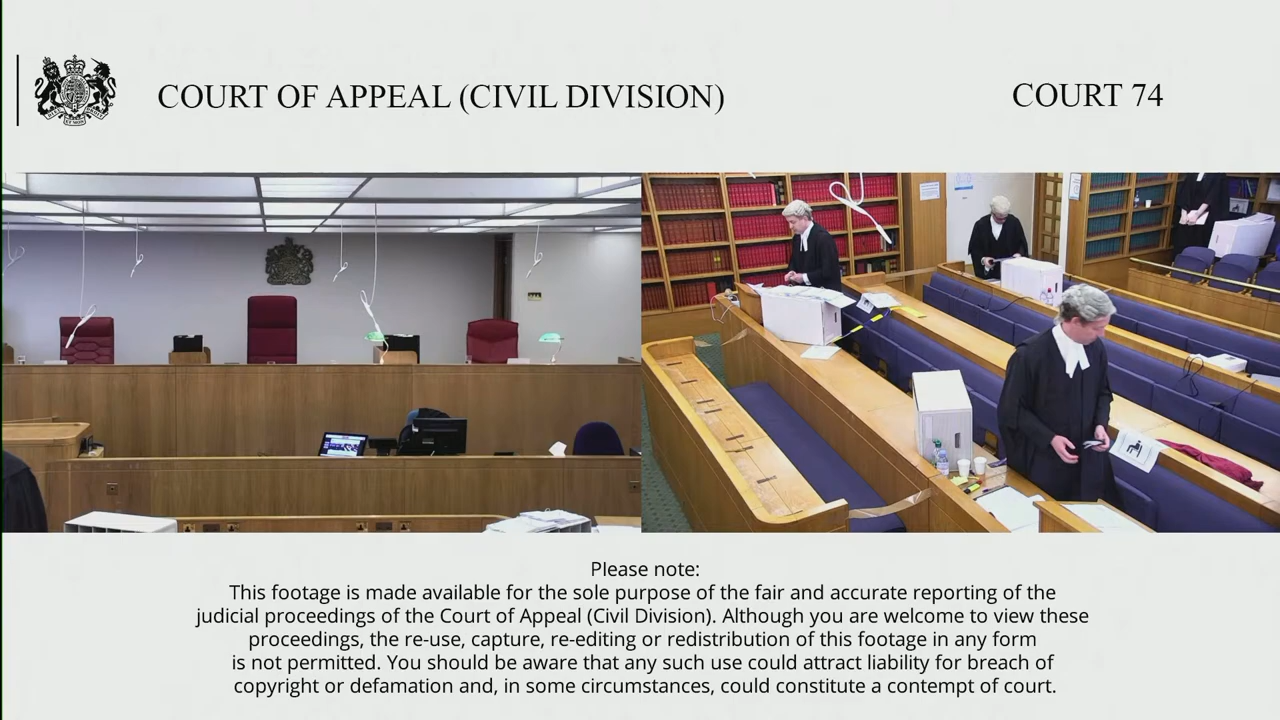 COURT OF APPEAL (CIVIL DIVISION)
COURT 74
Please note:
This footage is made available for the sole purpose of the fair and accurate reporting of the
judicial proceedings of the Court of Appeal (Civil Division). Although you are welcome to view these
proceedings, the re-use, capture, re-editing or redistribution of this footage in any form
is not permitted. You should be aware that any such use could attract liability for breach of
copyright or defamation and, in some circumstances, could constitute a contempt of court.